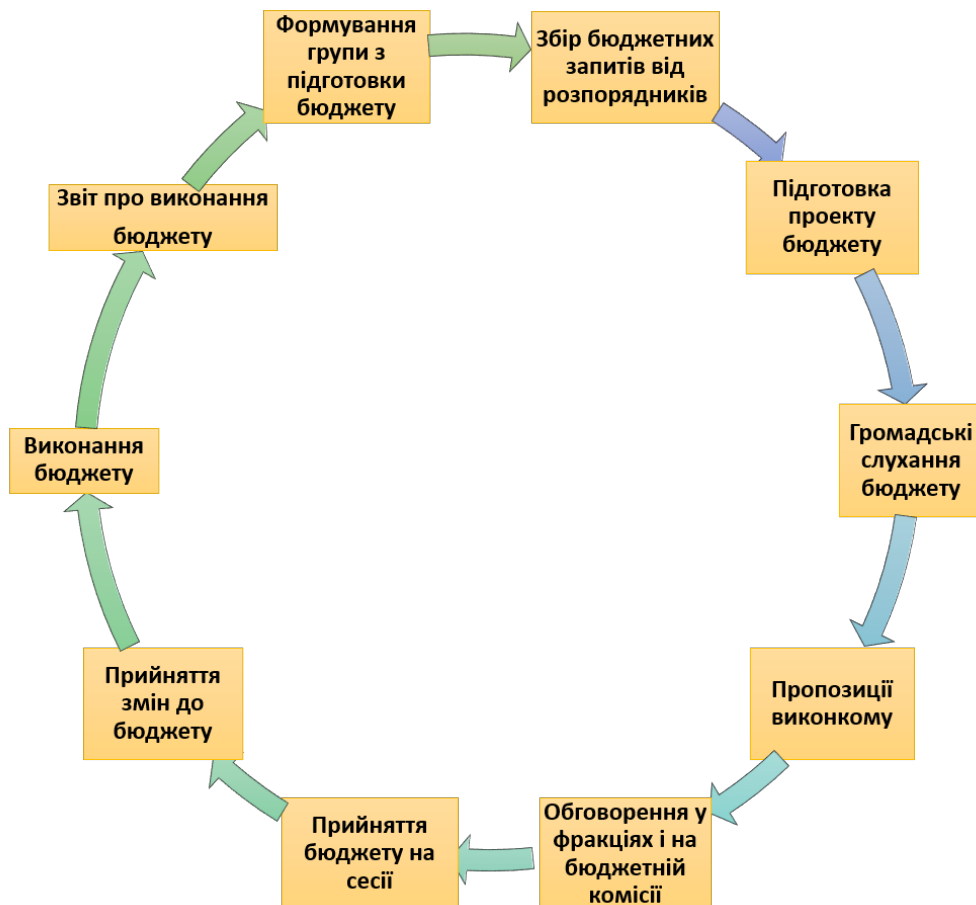 Формування
групи з
підготовки
бюджету
Збір бюджетних
запитів від
розпорядників
Підготовка
проекту
бюджету
Громадські
слухання
бюджету
Пропозиції
виконкому
Обговорення у
фракціях і на
бюджетній
комісії
Прийняття
бюджету на
сесії
Прийняття
змін до
бюджету
Виконання
бюджету
Звіт про виконання
бюджету